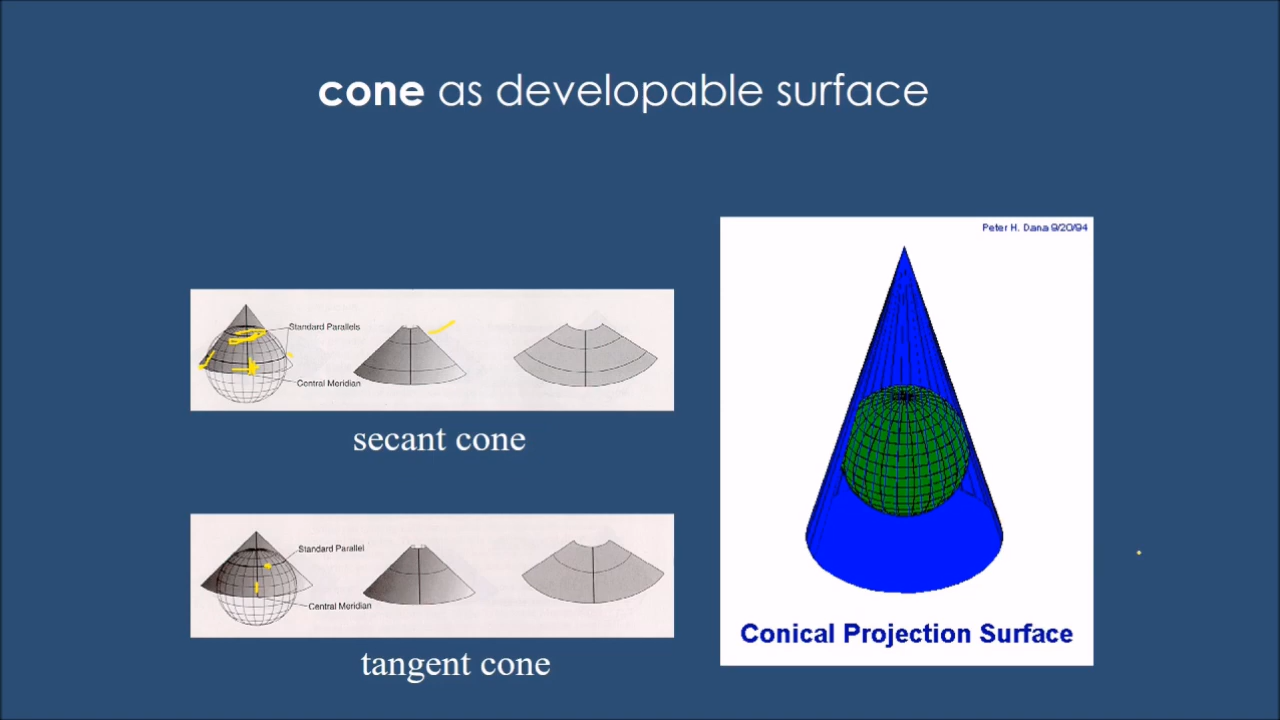 cone as developable surface
Peter H. Dana 9/20/94
Standard Parallels
Central Meridian
secant cone
Standard Parallel
Central Meridian
tangent cone
Conical Projection Surface